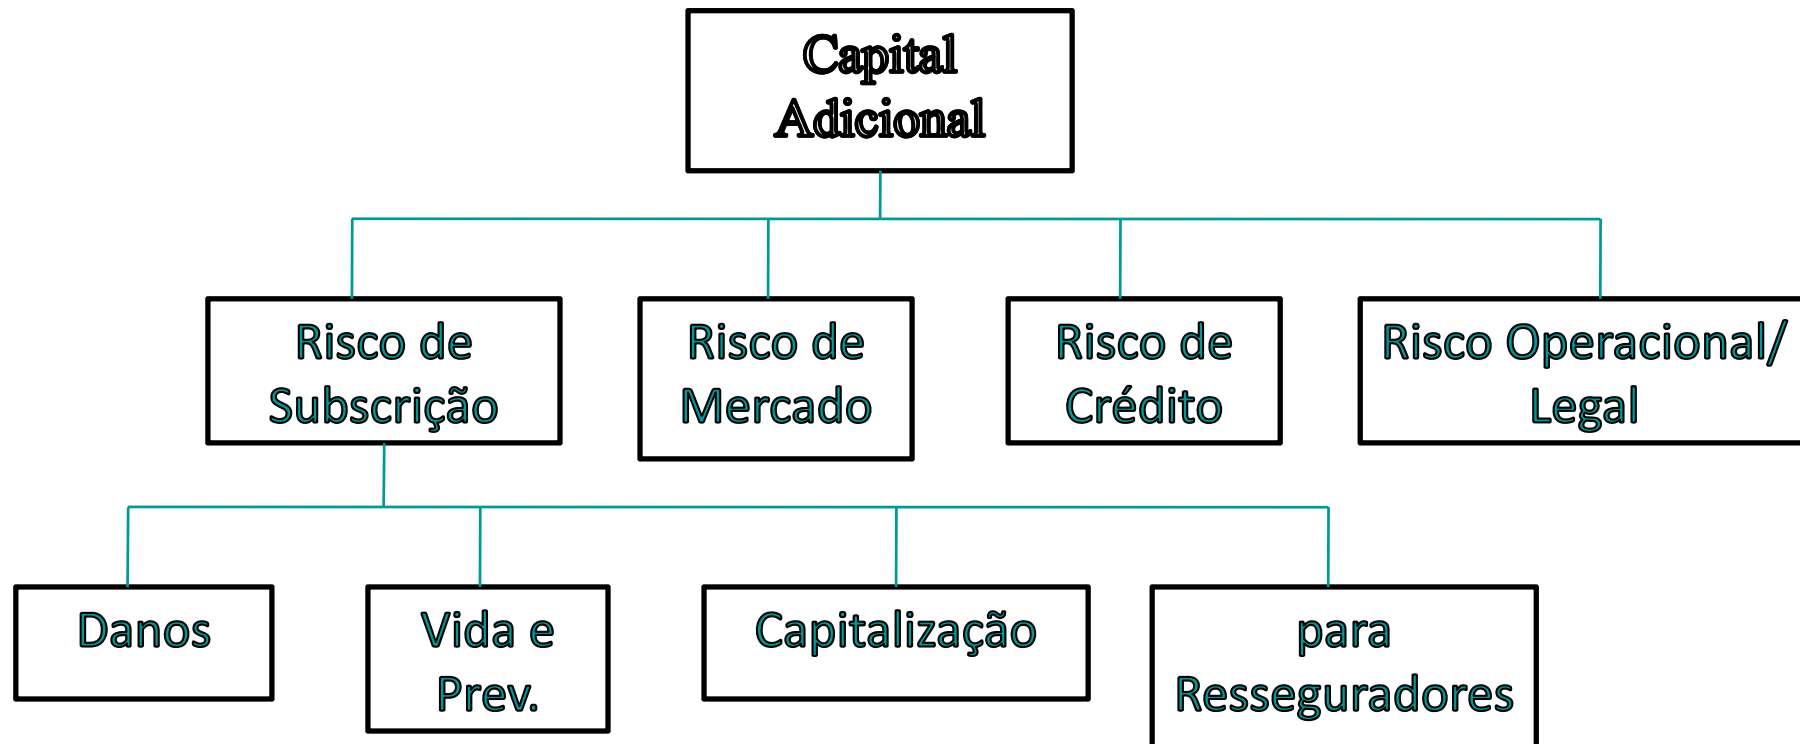 Capital
Adicional
Risco de
Subscrição
Risco de
Mercado
Risco de
Crédito
Risco Operacional/
Legal
Danos
Vida e
Prev.
Capitalização
para
Resseguradores